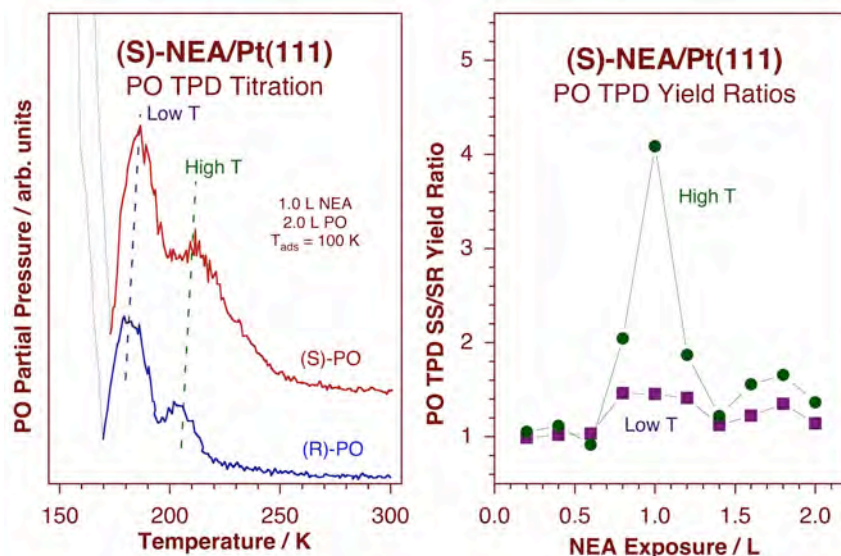 (S)-NEA/Pt(111)
PO TPD Titration
Low T
High T
1.0 L NEA
2.0 L PO
Tads = 100 K
(S)-PO
(R)-PO
PO Partial Pressure / arb. units
150 200 250 300
Temperature / K
(S)-NEA/Pt(111)
PO TPD Yield Ratios
High T
Low T
PO TPD SS/SR Yield Ratio
5
4
3
2
1
0.0 0.5 1.0 1.5 2.0
NEA Exposure / L